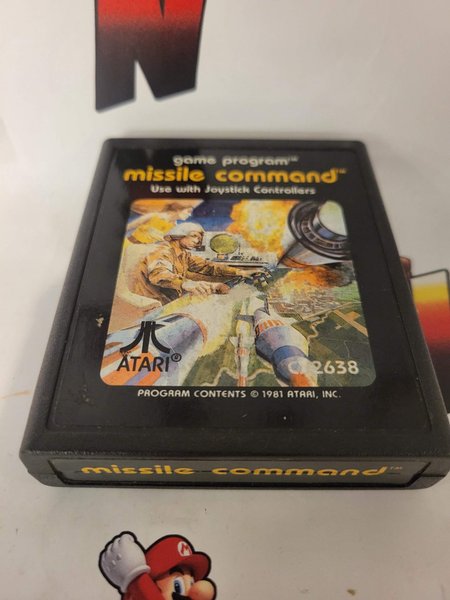 N
game program™
missile command™
Use with Joystick Controllers
ATARI®
CX2638
PROGRAM CONTENTS © 1981 ATARI, INC.
missile command™
M